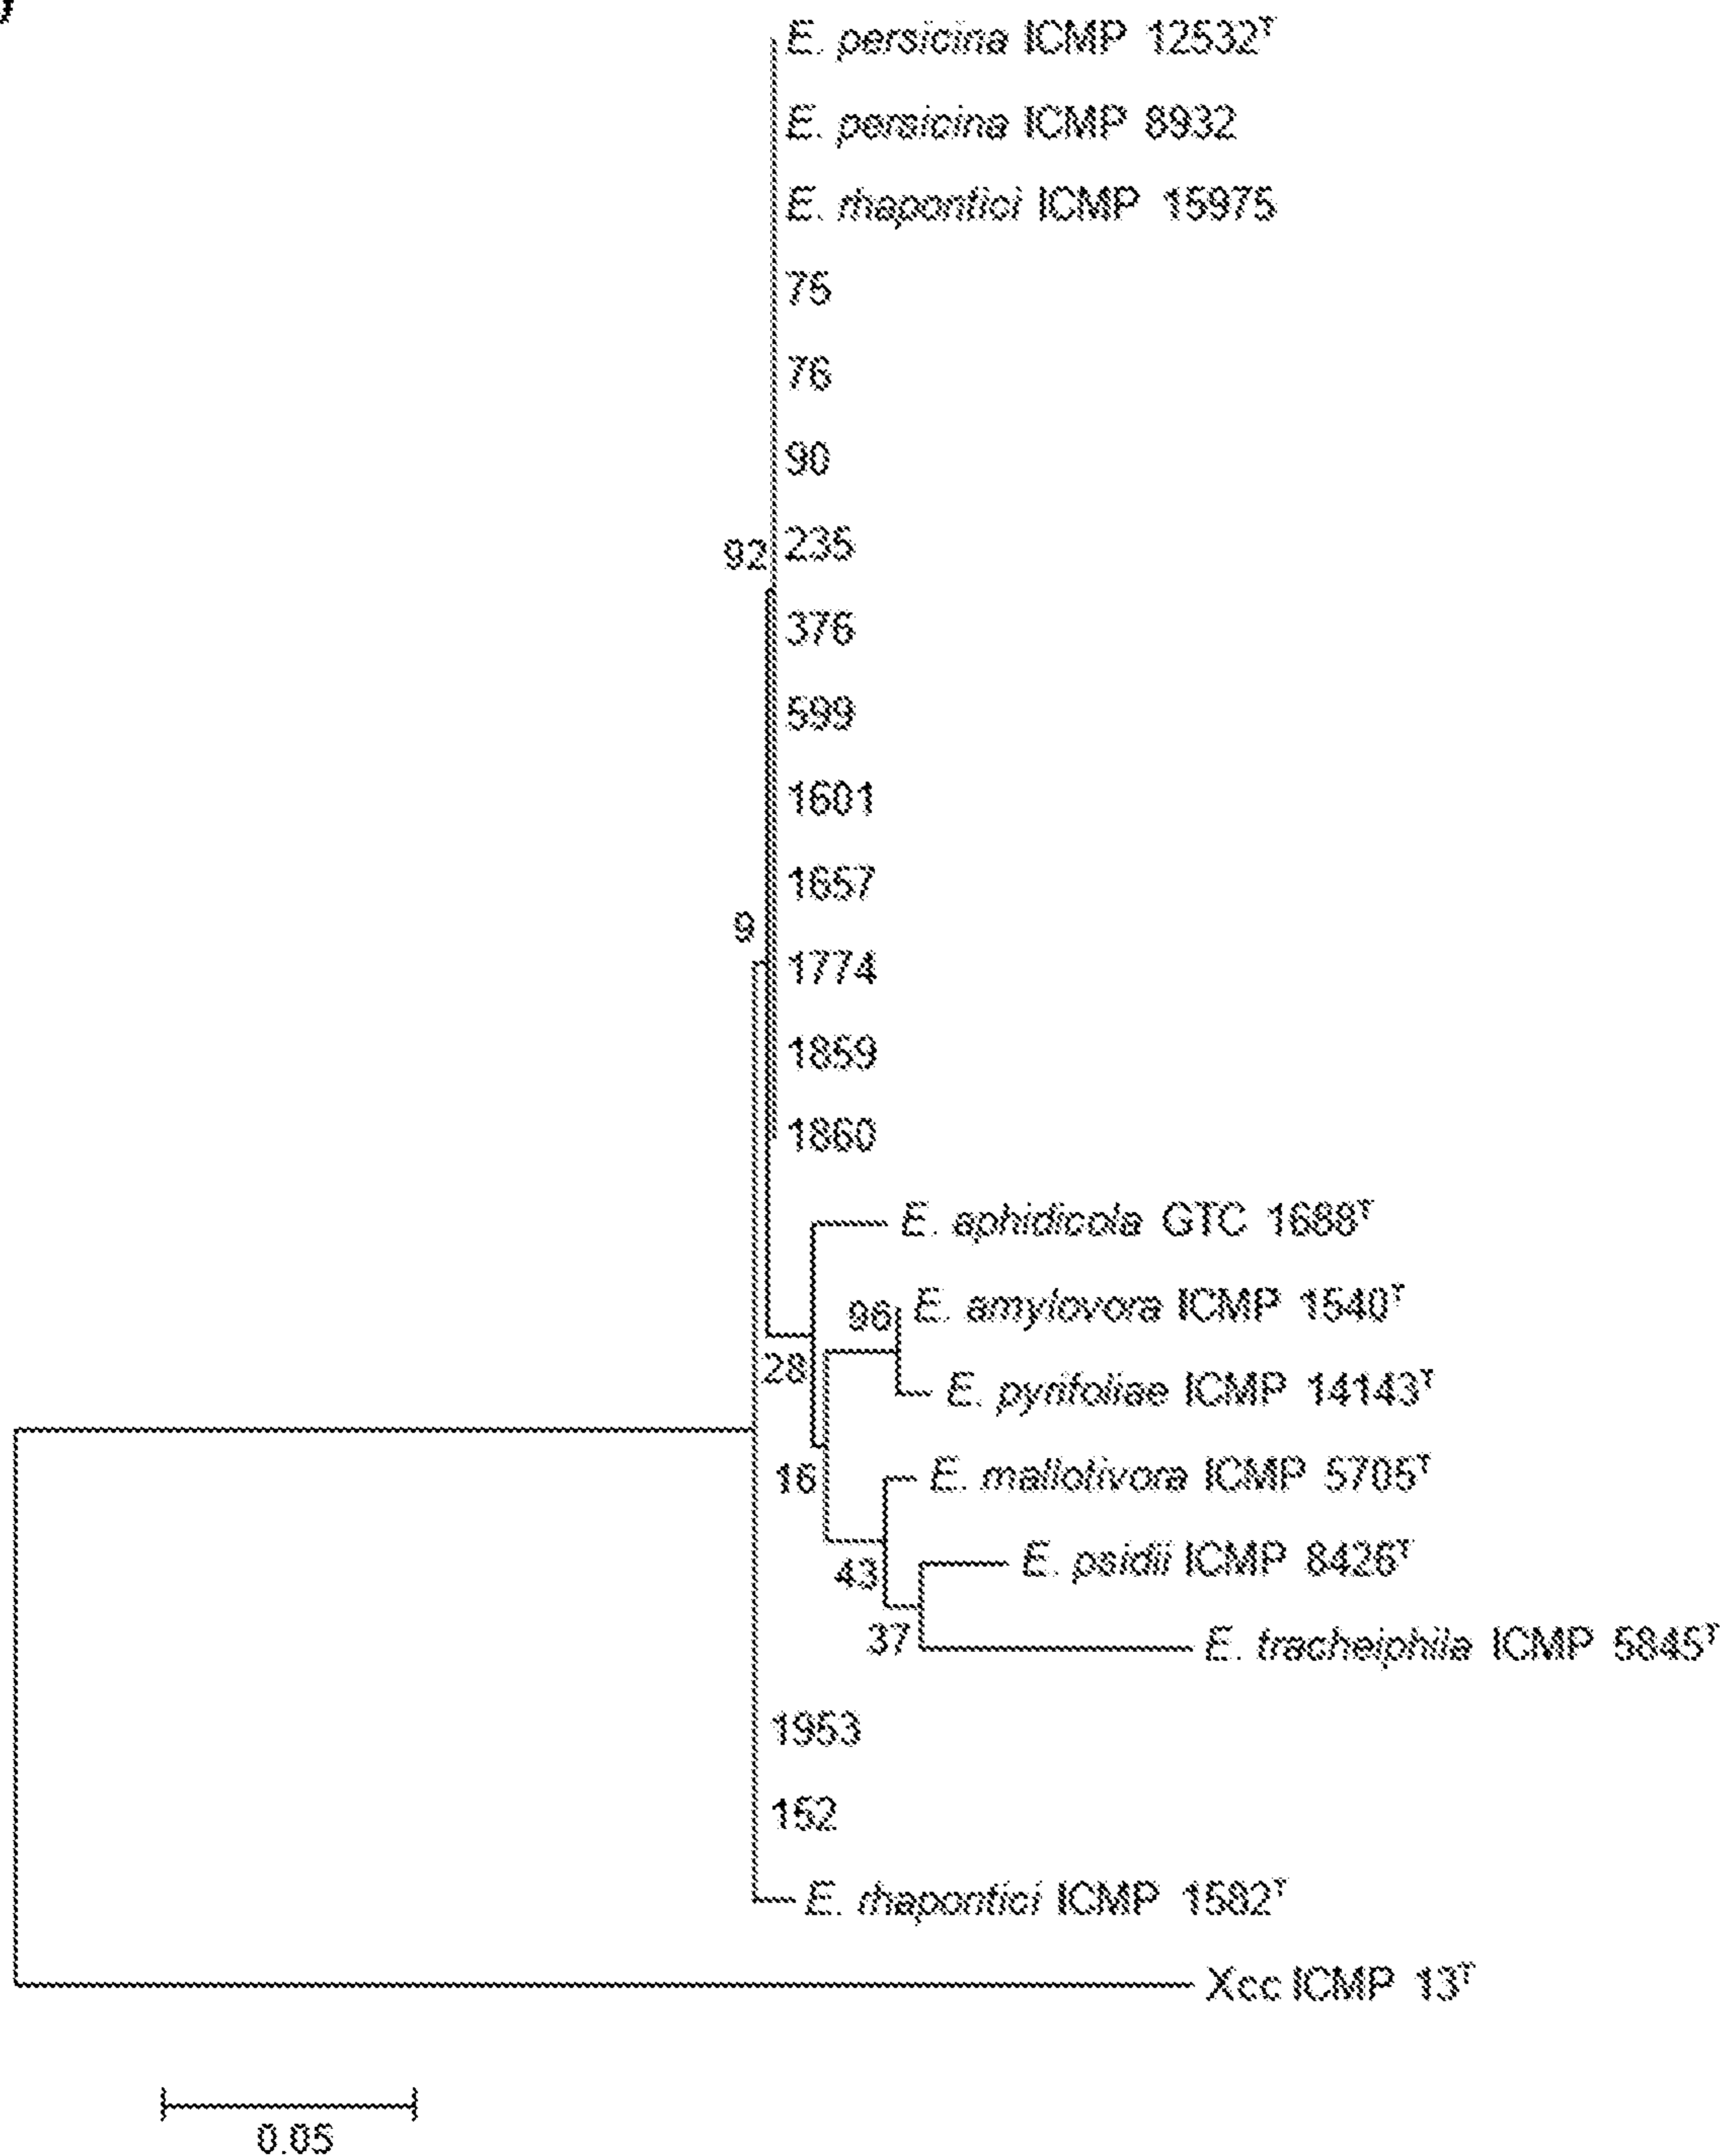 E. persicina ICMP 12532ᵀ
E. persicina ICMP 8932
E. rhapontici ICMP 15975
75
76
90
92
235
376
599
1601
1657
9
1774
1859
1860
E. aphidicola GTC 1688ᵀ
96
E. amylovora ICMP 1540ᵀ
28
E. pyrifoliae ICMP 14143ᵀ
16
E. mallotivora ICMP 5705ᵀ
43
E. psidii ICMP 8426ᵀ
37
E. tracheiphila ICMP 5845ᵀ
1953
152
E. rhapontici ICMP 1582ᵀ
Xcc ICMP 13ᵀ
0.05